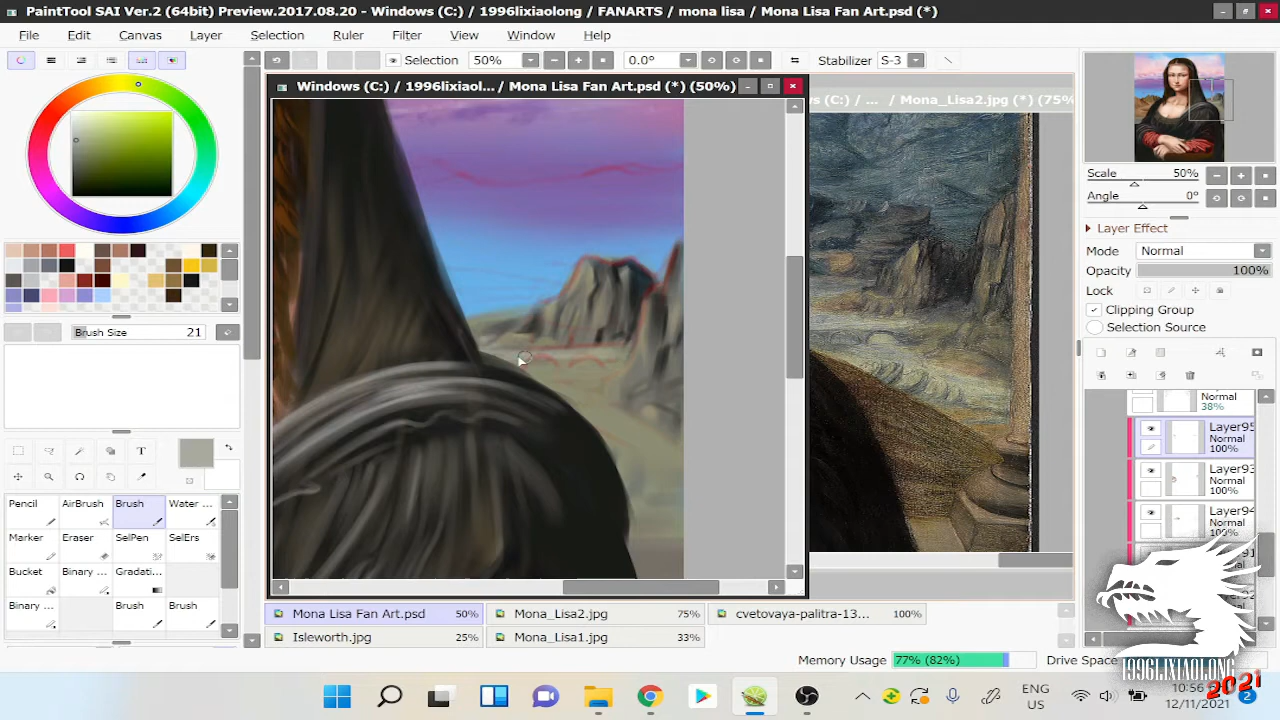 PaintTool SAI Ver.2 (64bit) Preview.2017.08.20 - Windows (C:) / 1996lixiaolong / FANARTS / mona lisa / Mona Lisa Fan Art.psd (*)
File Edit Canvas Layer Selection Ruler Filter View Window Help
Selection 50% 0.0° Stabilizer S-3
Windows (C:) / 1996lixiaol... / Mona Lisa Fan Art.psd (*) (50%)
s (C:) / ... / Mona_Lisa2.jpg (*) (75%
Scale 50%
Angle 0°
Layer Effect
Mode Normal
Opacity 100%
Lock
Clipping Group
Selection Source
Brush Size 21
T
Normal
38%
Layer95
Normal
100%
Layer93
Normal
100%
Layer94
Normal
100%
Pencil AirBrush Brush Water ...
Marker Eraser SelPen SelErs
Bucket Binary ... Gradati...
Binary ... Brush Brush
Mona Lisa Fan Art.psd 50% Mona_Lisa2.jpg 75% cvetovaya-palitra-13... 100%
Isleworth.jpg 25% Mona_Lisa1.jpg 33%
Memory Usage 77% (82%) Drive Space
1996LIXIAOLONG
2021
ENG
UC
10:56
12/11/2021
2